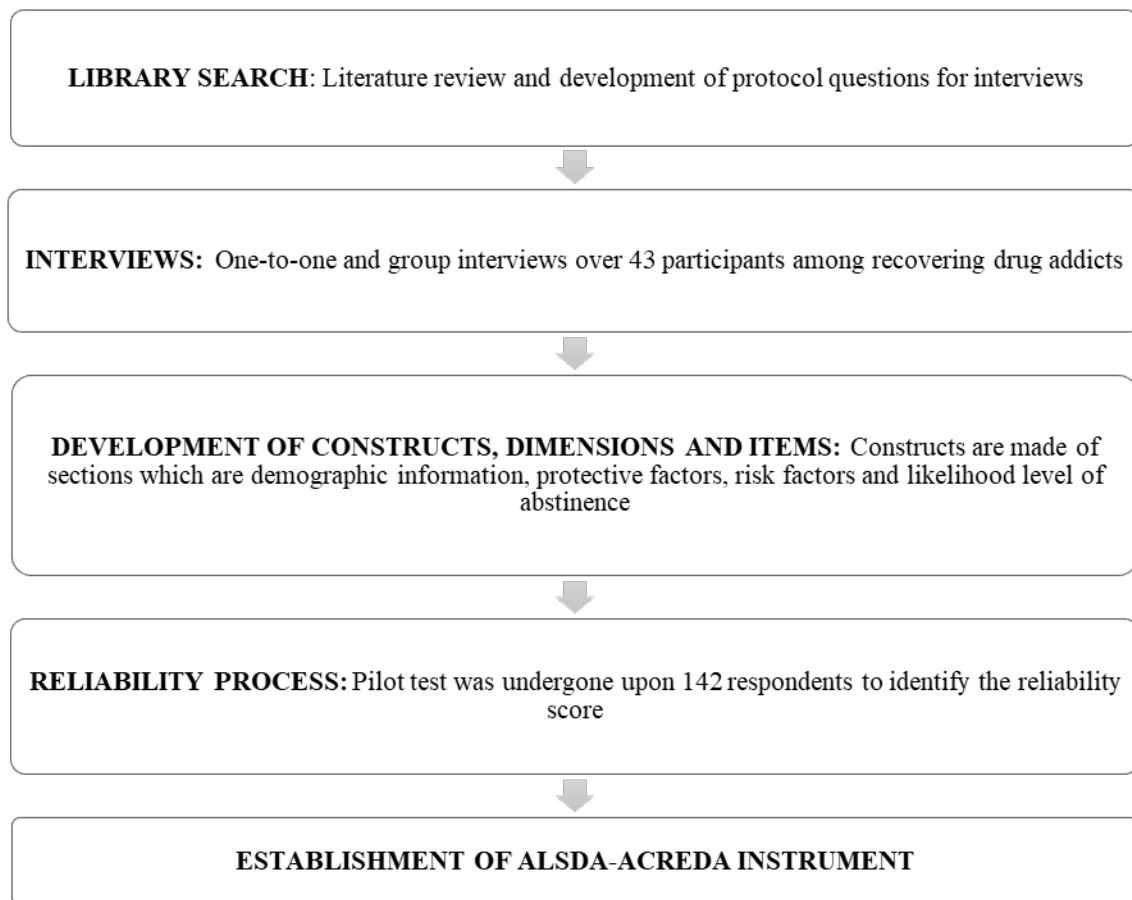 LIBRARY SEARCH: Literature review and development of protocol questions for interviews
INTERVIEWS: One-to-one and group interviews over 43 participants among recovering drug addicts
DEVELOPMENT OF CONSTRUCTS, DIMENSIONS AND ITEMS: Constructs are made of
sections which are demographic information, protective factors, risk factors and likelihood level of
abstinence
RELIABILITY PROCESS: Pilot test was undergone upon 142 respondents to identify the reliability
score
ESTABLISHMENT OF ALSDA-ACREDA INSTRUMENT